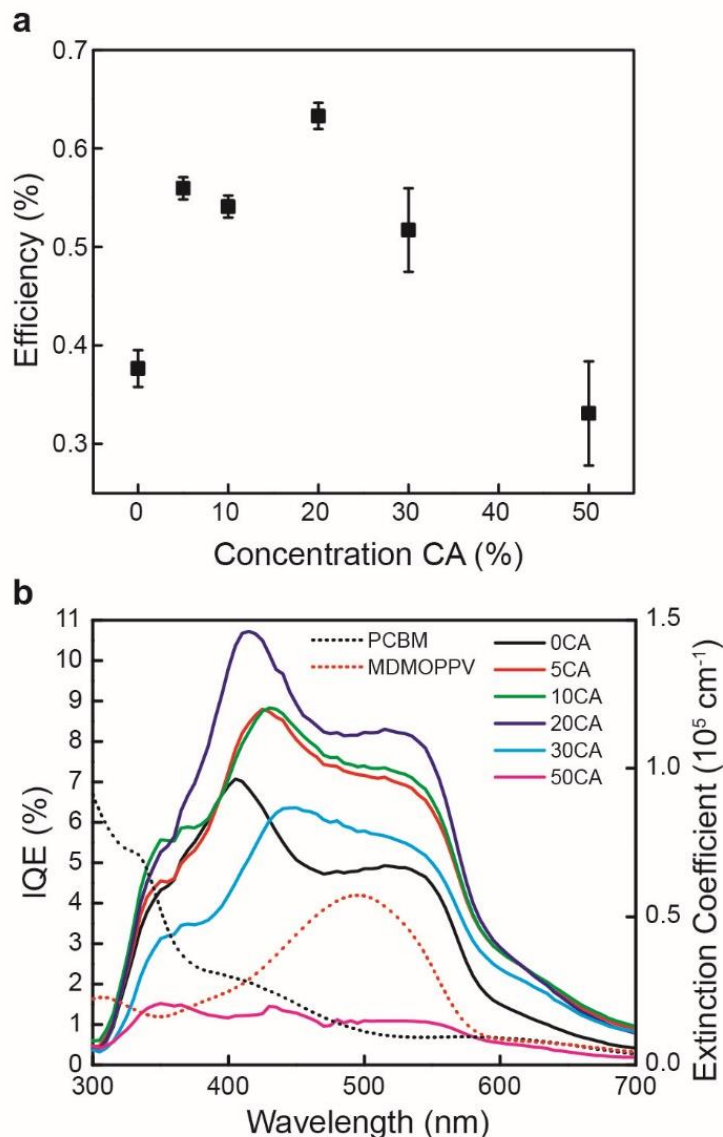 a
0.7
0.6
0.5
0.4
0.3
Efficiency (%)
0 10 20 30 40 50
Concentration CA (%)
b
11
10
9
8
7
6
5
4
3
2
1
0
IQE (%)
PCBM
MDMOPPV
0CA
5CA
10CA
20CA
30CA
50CA
1.5
1.0
0.5
0.0
Extinction Coefficient (10⁵ cm⁻¹)
300 400 500 600 700
Wavelength (nm)